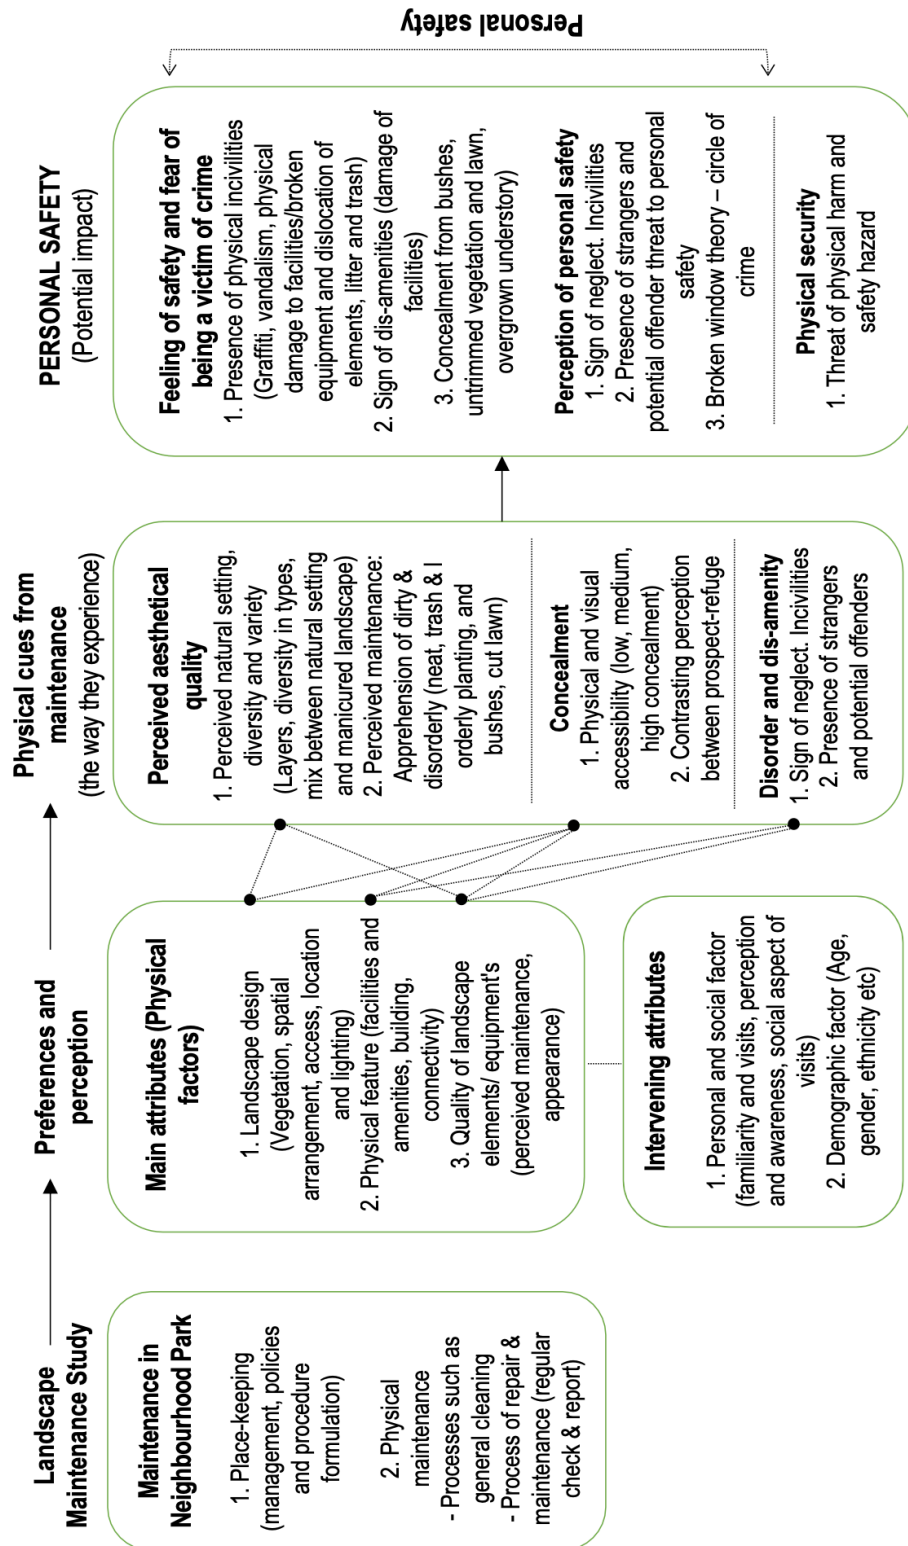 Landscape
Maintenance Study
Maintenance in
Neighbourhood Park
1. Place-keeping
(management, policies
and procedure
formulation)
2. Physical
maintenance
- Processes such as
general cleaning
- Process of repair &
maintenance (regular
check & report)
Preferences and
perception
Main attributes (Physical
factors)
1. Landscape design
(Vegetation, spatial
arrangement, access, location
and lighting)
2. Physical feature (facilities and
amenities, building,
connectivity)
3. Quality of landscape
elements/ equipment's
(perceived maintenance,
appearance)
Intervening attributes
1. Personal and social factor
(familiarity and visits, perception
and awareness, social aspect of
visits)
2. Demographic factor (Age,
gender, ethnicity etc)
Physical cues from
maintenance
(the way they experience)
Perceived aesthetical
quality
1. Perceived natural setting,
diversity and variety
(Layers, diversity in types,
mix between natural setting
and manicured landscape)
2. Perceived maintenance:
Apprehension of dirty &
disorderly (neat, trash & l
orderly planting, and
bushes, cut lawn)
Concealment
1. Physical and visual
accessibility (low, medium,
high concealment)
2. Contrasting perception
between prospect-refuge
Disorder and dis-amenity
1. Sign of neglect. Incivilities
2. Presence of strangers
and potential offenders
PERSONAL SAFETY
(Potential impact)
Feeling of safety and fear of
being a victim of crime
1. Presence of physical incivilities
(Graffiti, vandalism, physical
damage to facilities/broken
equipment and dislocation of
elements, litter and trash)
2. Sign of dis-amenities (damage of
facilities)
3. Concealment from bushes,
untrimmed vegetation and lawn,
overgrown understory)
Perception of personal safety
1. Sign of neglect. Incivilities
2. Presence of strangers and
potential offender threat to personal
safety
3. Broken window theory – circle of
crime
Physical security
1. Threat of physical harm and
safety hazard
Personal safety